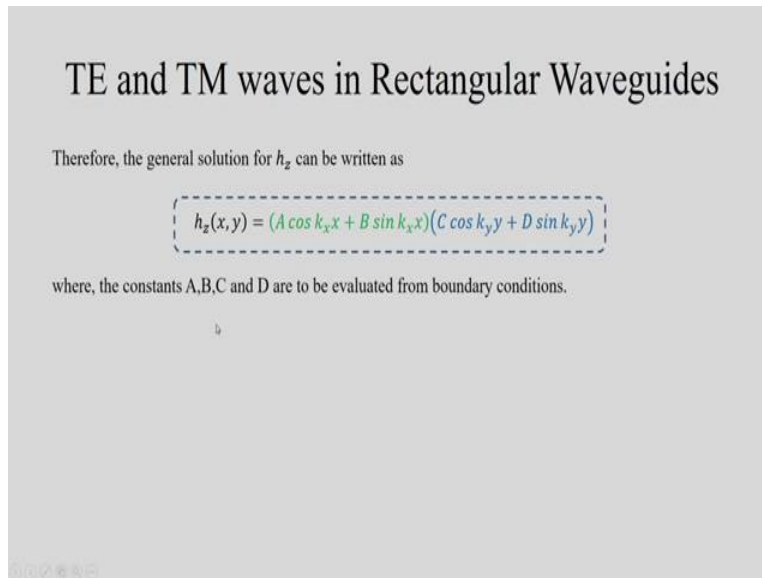 TE and TM waves in Rectangular Waveguides
Therefore, the general solution for h_z can be written as
h_z(x, y) = (A cos k_x x + B sin k_x x)(C cos k_y y + D sin k_y y)
where, the constants A,B,C and D are to be evaluated from boundary conditions.